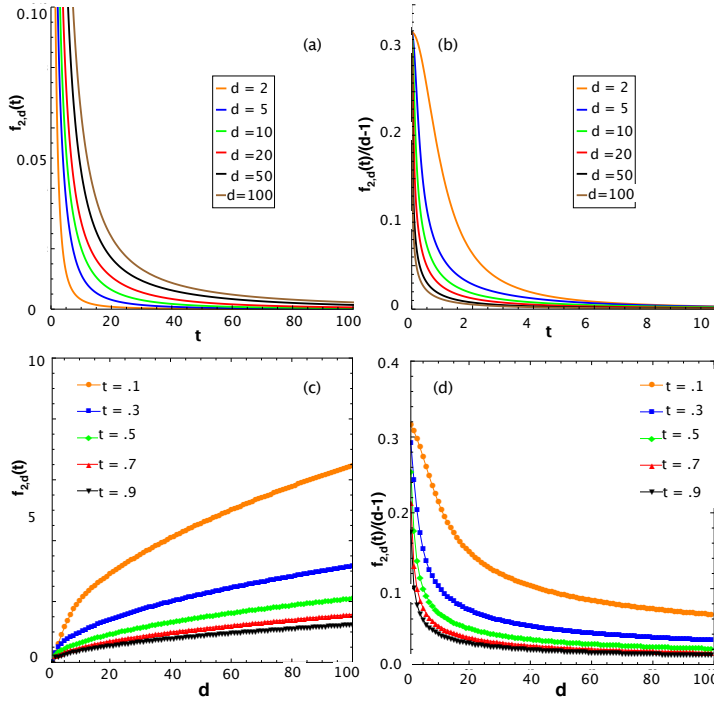 0.10
0.05
0
f2,d(t)
(a)
d = 2
d = 5
d = 10
d =20
d =50
d=100
0 20 40 60 80 100
t
0.3
0.2
0.1
0
f2,d(t)/(d-1)
(b)
d = 2
d = 5
d =10
d =20
d =50
d=100
0 2 4 6 8 10
t
10
5
0
f2,d(t)
(c)
t = .1
t = .3
t = .5
t = .7
t = .9
0 20 40 60 80 100
d
0.4
0.3
0.2
0.1
0.0
f2,d(t)/(d-1)
(d)
t = .1
t = .3
t = .5
t = .7
t = .9
0 20 40 60 80 100
d